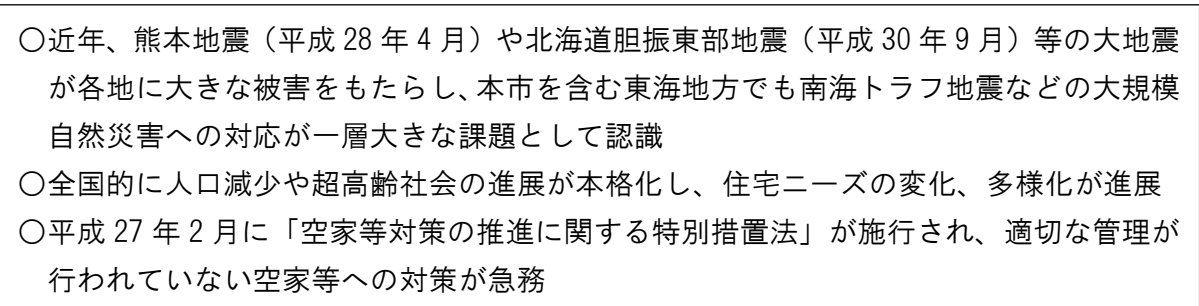 〇近年、熊本地震（平成 28 年 4 月）や北海道胆振東部地震（平成 30 年 9 月）等の大地震
が各地に大きな被害をもたらし、本市を含む東海地方でも南海トラフ地震などの大規模
自然災害への対応が一層大きな課題として認識
〇全国的に人口減少や超高齢社会の進展が本格化し、住宅ニーズの変化、多様化が進展
〇平成 27 年 2 月に「空家等対策の推進に関する特別措置法」が施行され、適切な管理が
行われていない空家等への対策が急務